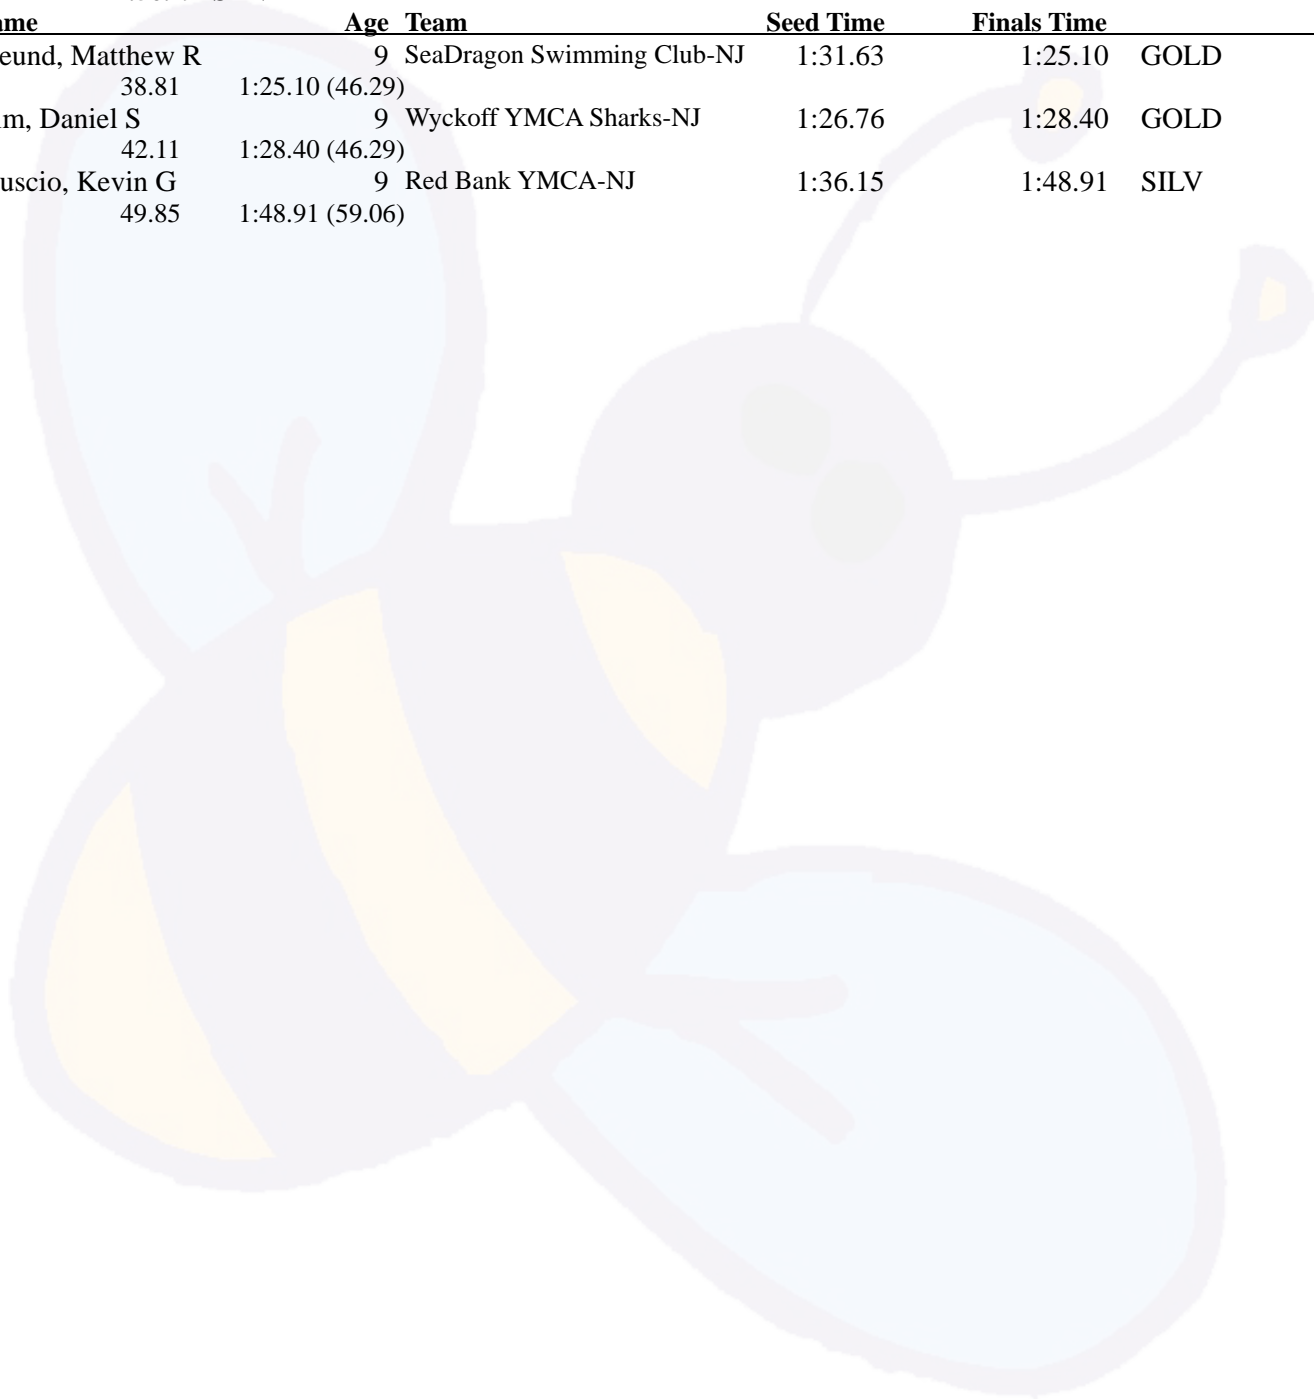 ame Age Team Seed Time Finals Time
eund, Matthew R 9 SeaDragon Swimming Club-NJ 1:31.63 1:25.10 GOLD
38.81 1:25.10 (46.29)
m, Daniel S 9 Wyckoff YMCA Sharks-NJ 1:26.76 1:28.40 GOLD
42.11 1:28.40 (46.29)
uscio, Kevin G 9 Red Bank YMCA-NJ 1:36.15 1:48.91 SILV
49.85 1:48.91 (59.06)